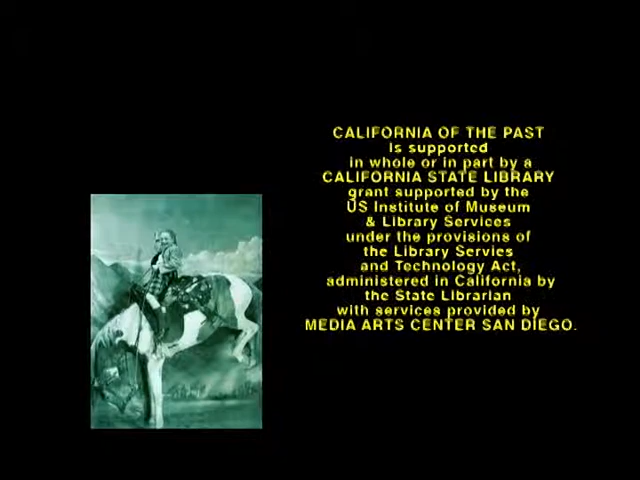 CALIFORNIA OF THE PAST
is supported
in whole or in part by a
CALIFORNIA STATE LIBRARY
grant supported by the
US Institute of Museum
& Library Services
under the provisions of
the Library Servies
and Technology Act,
administered in California by
the State Librarian
with services provided by
MEDIA ARTS CENTER SAN DIEGO.